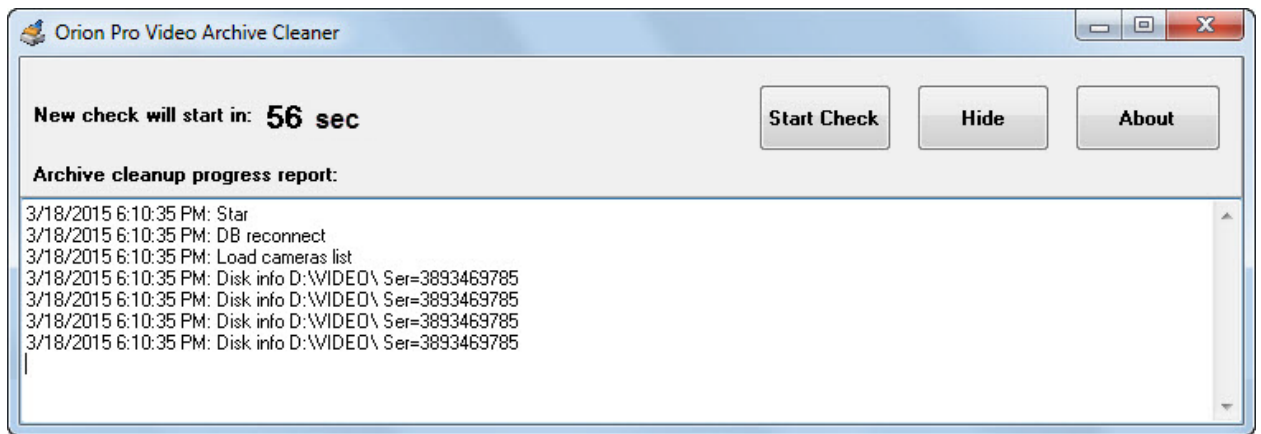 Orion Pro Video Archive Cleaner
New check will start in: 56 sec
Start Check
Hide
About
Archive cleanup progress report:
3/18/2015 6:10:35 PM: Star
3/18/2015 6:10:35 PM: DB reconnect
3/18/2015 6:10:35 PM: Load cameras list
3/18/2015 6:10:35 PM: Disk info D:\VIDEO\ Ser=3893469785
3/18/2015 6:10:35 PM: Disk info D:\VIDEO\ Ser=3893469785
3/18/2015 6:10:35 PM: Disk info D:\VIDEO\ Ser=3893469785
3/18/2015 6:10:35 PM: Disk info D:\VIDEO\ Ser=3893469785